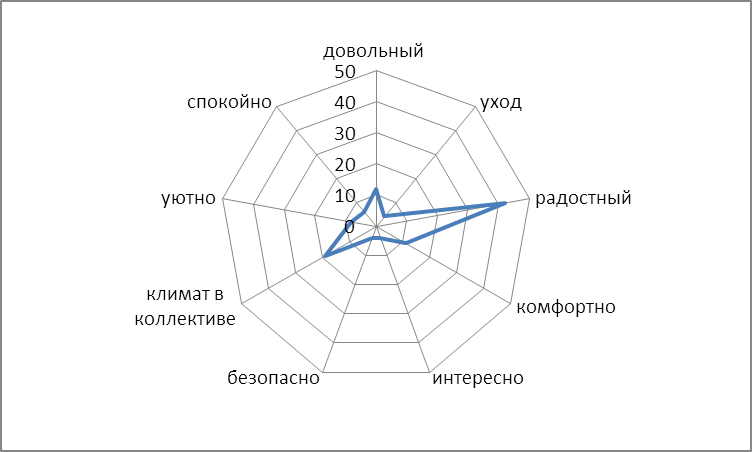 довольный
50
40
30
20
10
0
уход
радостный
комфортно
интересно
безопасно
климат в
коллективе
уютно
спокойно